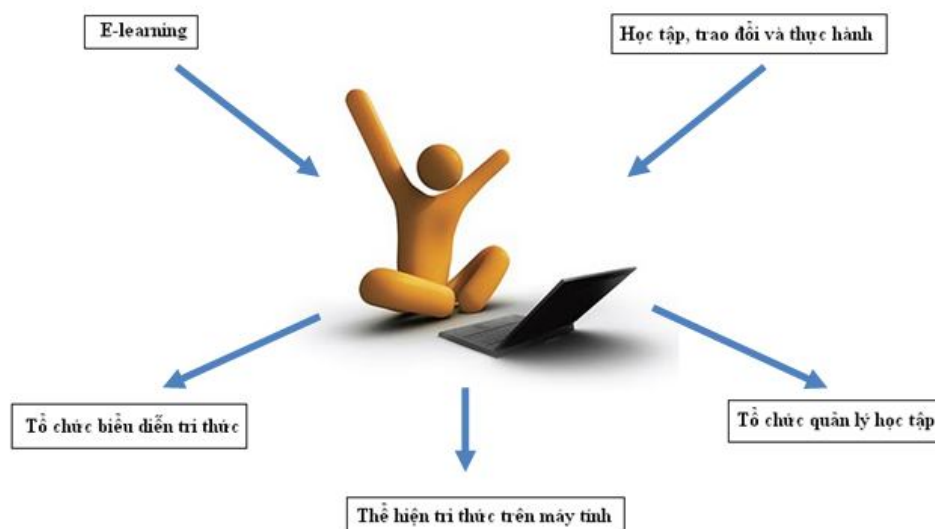 E-learning
Học tập, trao đổi và thực hành
Tổ chức biểu diễn tri thức
Tổ chức quản lý học tập
Thể hiện tri thức trên máy tính